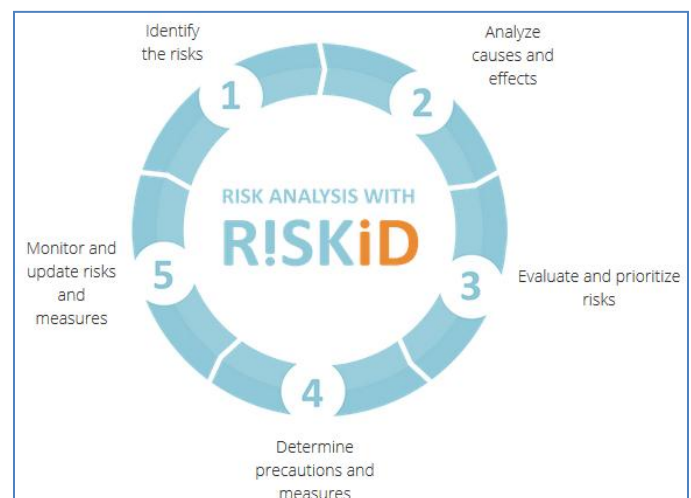 Identify
the risks
1
Analyze
causes and
effects
2
RISK ANALYSIS WITH
R!SKiD
Evaluate and prioritize
risks
3
Determine
precautions and
measures
4
Monitor and
update risks
and
measures
5